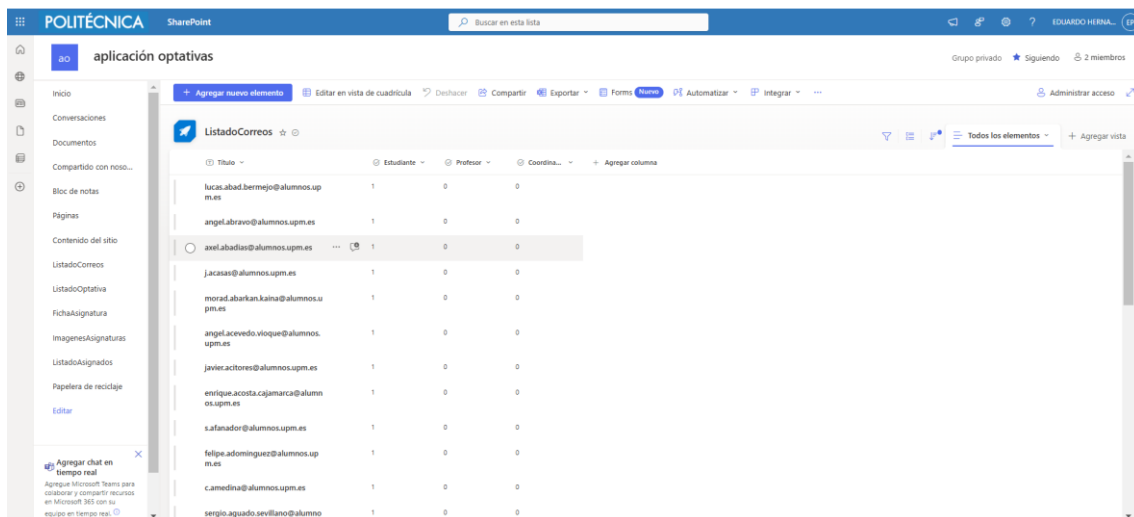 POLITÉCNICA SharePoint Buscar en esta lista ? EDUARDO HERNA...
ao aplicación optativas Grupo privado Siguiendo 2 miembros
+ Agregar nuevo elemento Editar en vista de cuadrícula Deshacer Compartir Exportar Forms Nuevo Automatizar Integrar ... Administrar acceso
Inicio
Conversaciones
Documentos
Compartido con noso...
Bloc de notas
Páginas
Contenido del sitio
ListadoCorreos
ListadoOptativa
FichaAsignatura
ImagenesAsignaturas
ListadoAsignados
Papelera de reciclaje
Editar
Agregar chat en
tiempo real
Agregue Microsoft Teams para
colaborar y compartir recursos
en Microsoft 365 con su
equipo en tiempo real.
ListadoCorreos Todos los elementos + Agregar vista
Título Estudiante Profesor Coordina... + Agregar columna
lucas.abad.bermejo@alumnos.up 1 0 0
m.es
angel.abravo@alumnos.upm.es 1 0 0
axel.abadias@alumnos.upm.es ... 1 0 0
j.acasas@alumnos.upm.es 1 0 0
morad.abarkan.kaina@alumnos.u 1 0 0
pm.es
angel.acevedo.vioque@alumnos. 1 0 0
upm.es
javier.acitores@alumnos.upm.es 1 0 0
enrique.acosta.cajamarca@alumn 1 0 0
os.upm.es
s.afanador@alumnos.upm.es 1 0 0
felipe.adominguez@alumnos.up 1 0 0
m.es
c.amedina@alumnos.upm.es 1 0 0
sergio.aguado.sevillano@alumno 1 0 0